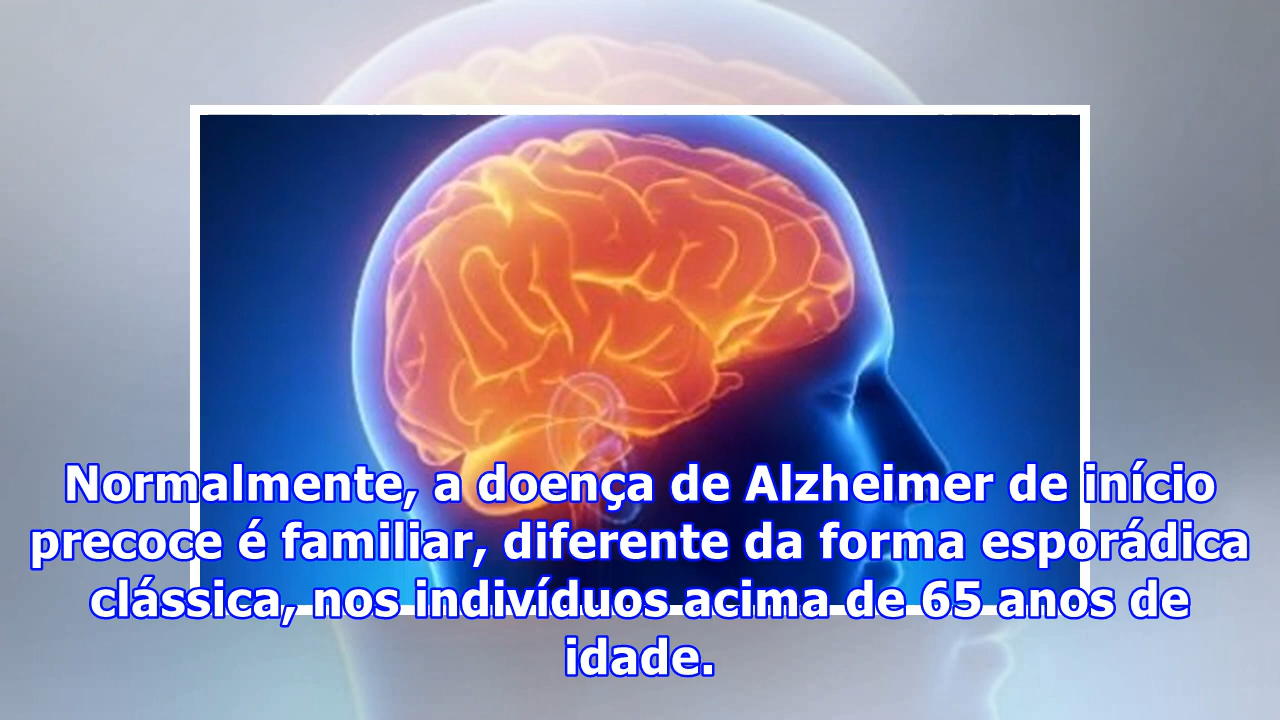 Normalmente, a doença de Alzheimer de início
precoce é familiar, diferente da forma esporádica
clássica, nos indivíduos acima de 65 anos de
idade.